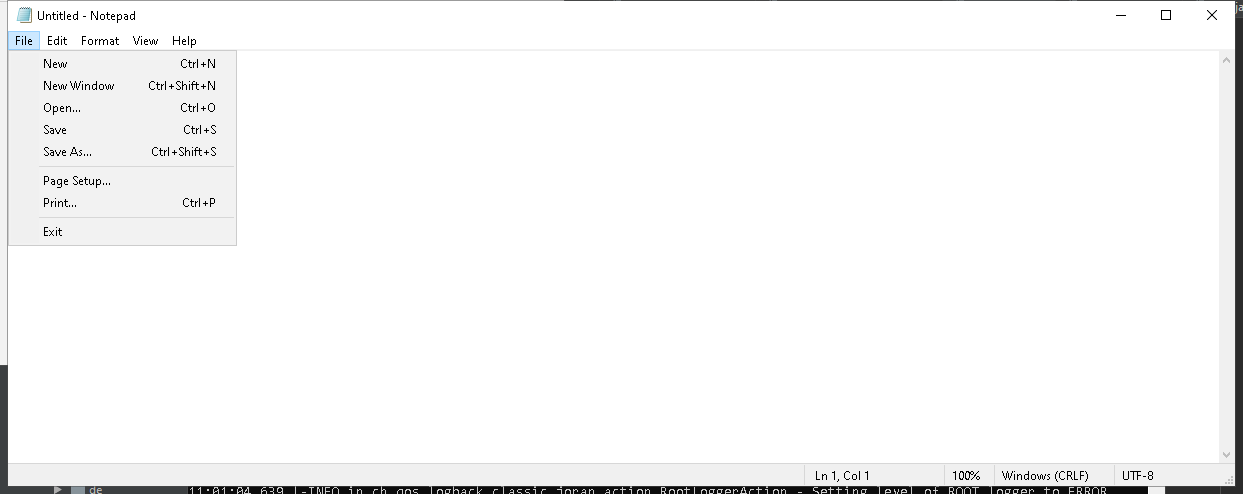 Untitled - Notepad
File Edit Format View Help
New Ctrl+N
New Window Ctrl+Shift+N
Open... Ctrl+O
Save Ctrl+S
Save As... Ctrl+Shift+S
Page Setup...
Print... Ctrl+P
Exit
Ln 1, Col 1 100% Windows (CRLF) UTF-8
de 11:01:04,639 |-INFO in ch.qos.logback.classic.joran.action.RootLoggerAction - Setting level of ROOT logger to ERROR